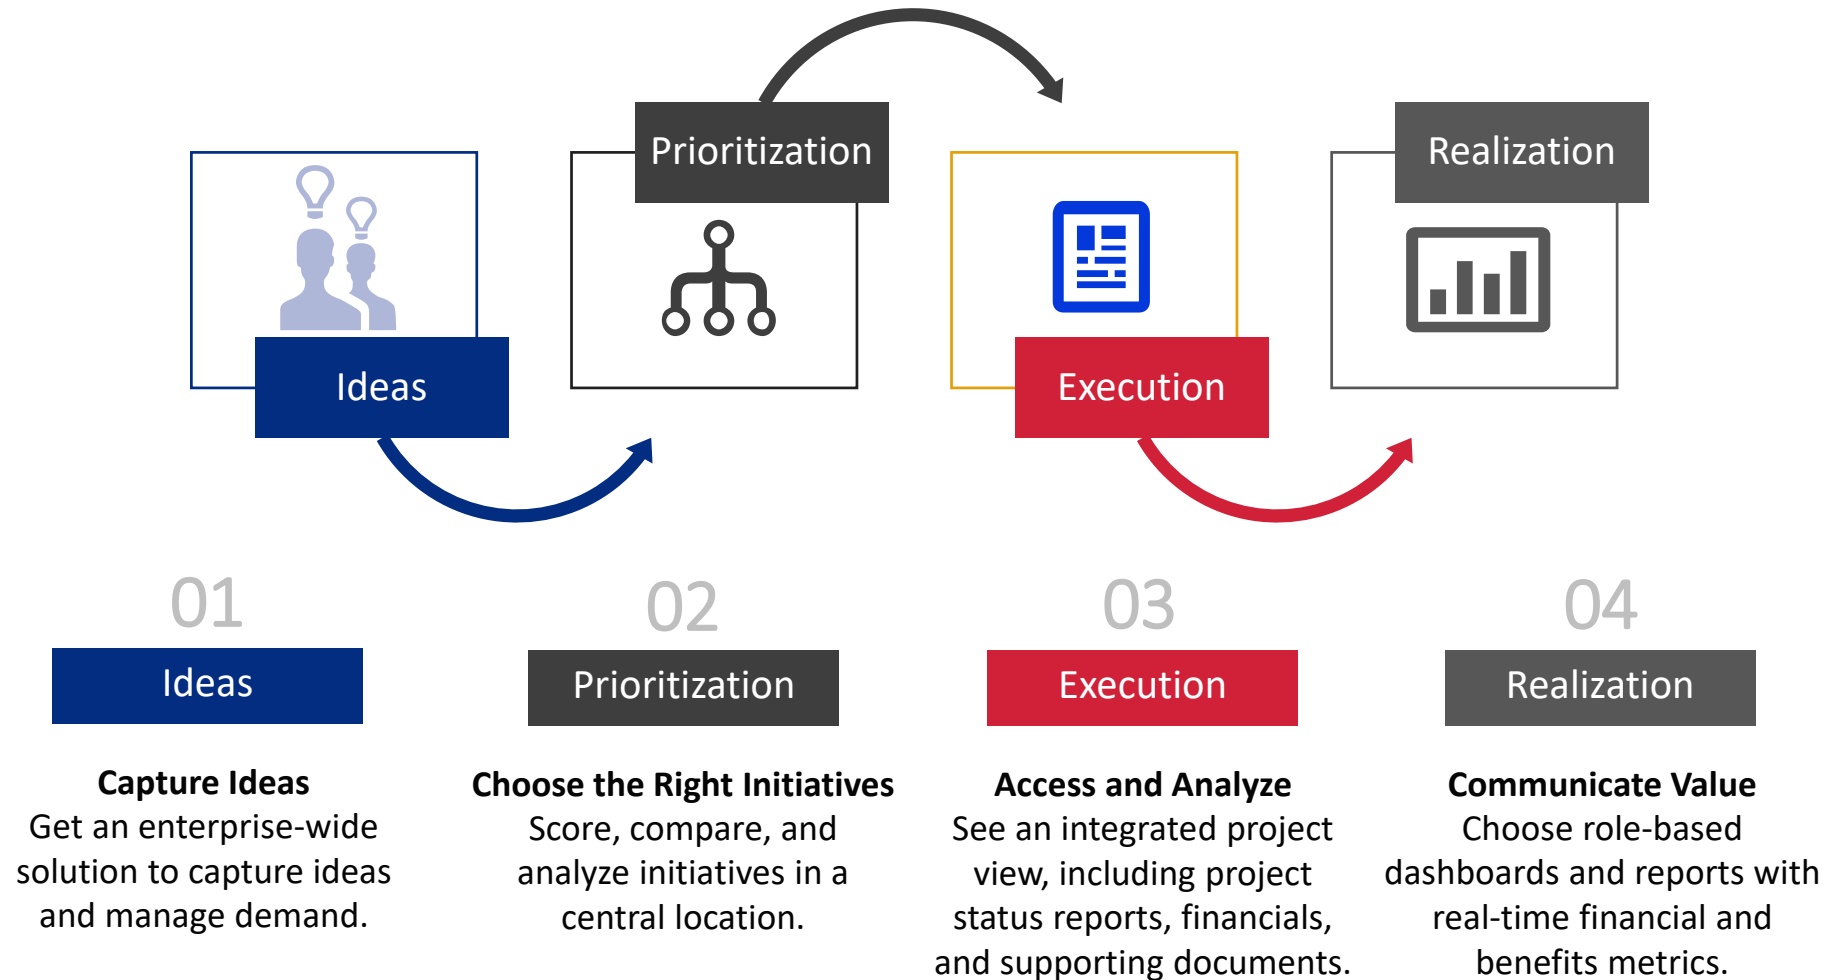 Prioritization
Realization
Ideas
Execution
01
02
03
04
Ideas
Prioritization
Execution
Realization
Capture Ideas
Get an enterprise-wide
solution to capture ideas
and manage demand.
Choose the Right Initiatives
Score, compare, and
analyze initiatives in a
central location.
Access and Analyze
See an integrated project
view, including project
status reports, financials,
and supporting documents.
Communicate Value
Choose role-based
dashboards and reports with
real-time financial and
benefits metrics.